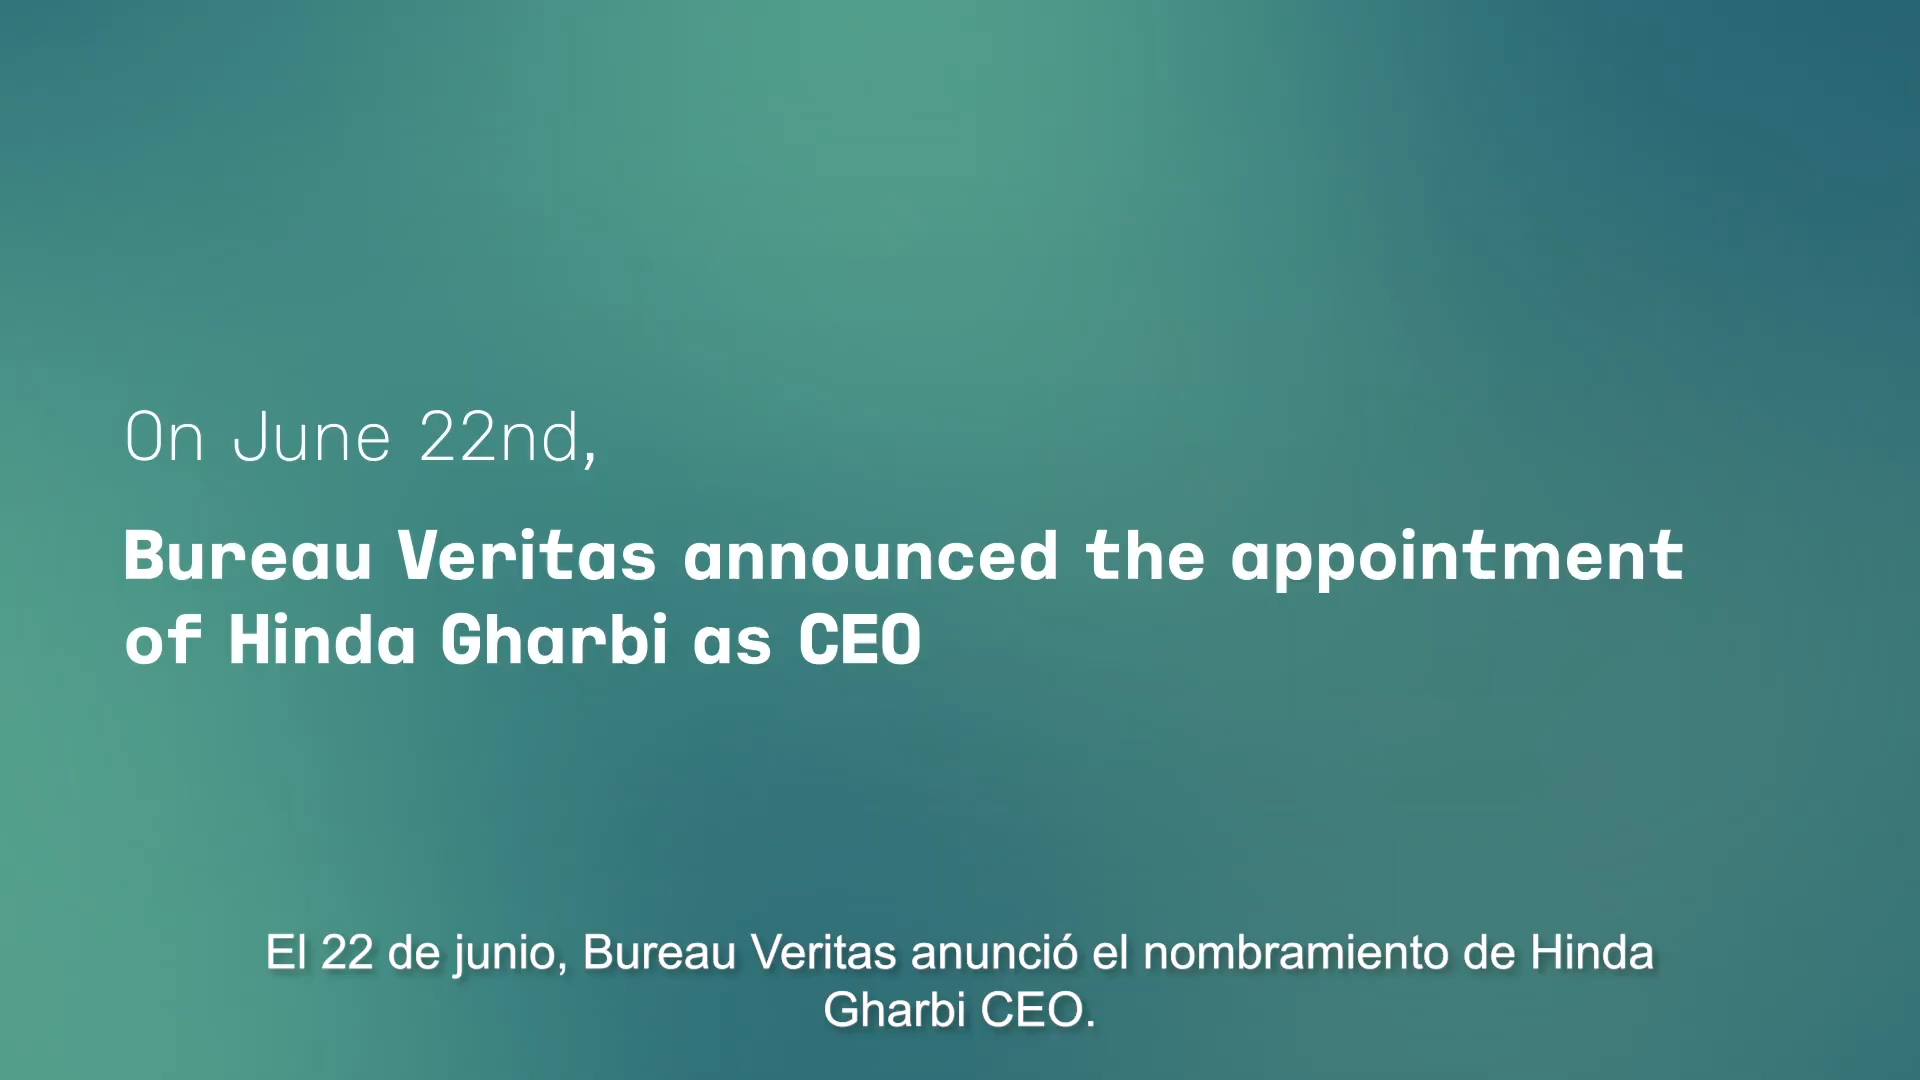 On June 22nd,
Bureau Veritas announced the appointment
of Hinda Gharbi as CEO
El 22 de junio, Bureau Veritas anunció el nombramiento de Hinda
Gharbi CEO.